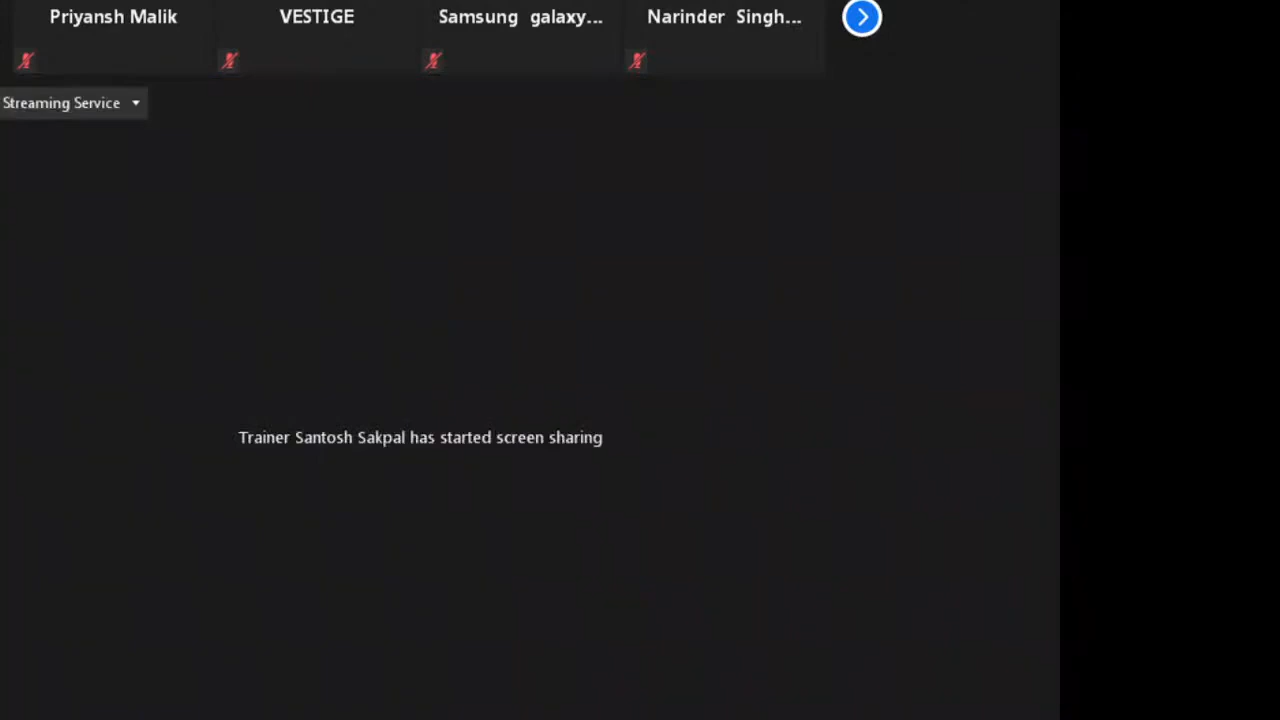 Priyansh Malik
VESTIGE
Samsung galaxy...
Narinder Singh...
Streaming Service
Trainer Santosh Sakpal has started screen sharing